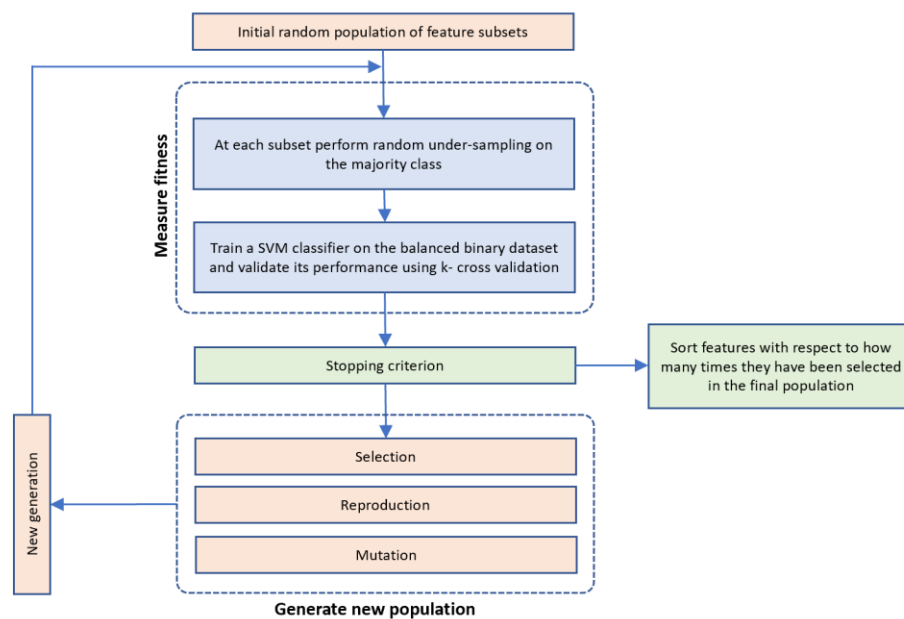 Initial random population of feature subsets
Measure fitness
At each subset perform random under-sampling on
the majority class
Train a SVM classifier on the balanced binary dataset
and validate its performance using k- cross validation
Stopping criterion
Sort features with respect to how
many times they have been selected
in the final population
New generation
Selection
Reproduction
Mutation
Generate new population